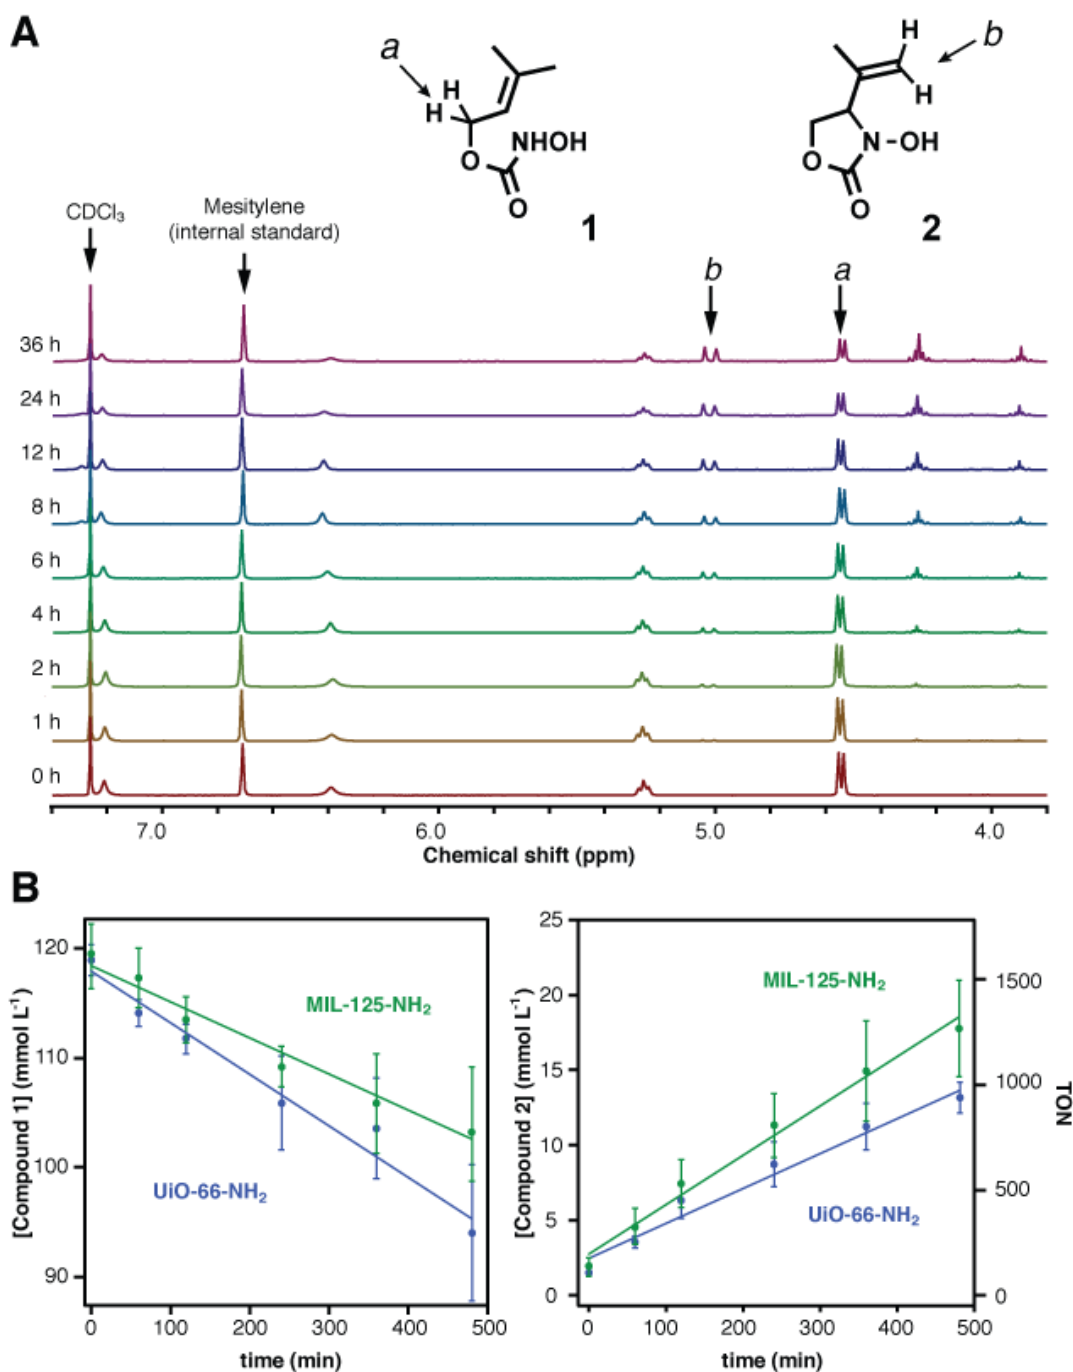 A
a
H
H
O
NHOH
O
1
H
H
b
N-OH
O
O
2
CDCl₃
Mesitylene
(internal standard)
b
a
36 h
24 h
12 h
8 h
6 h
4 h
2 h
1 h
0 h
7.0 6.0 5.0 4.0
Chemical shift (ppm)
B
[Compound 1] (mmol L⁻¹)
120
110
100
90
MIL-125-NH₂
UiO-66-NH₂
0 100 200 300 400 500
time (min)
[Compound 2] (mmol L⁻¹)
25
20
15
10
5
0
MIL-125-NH₂
UiO-66-NH₂
1500
1000
500
0
TON
0 100 200 300 400 500
time (min)